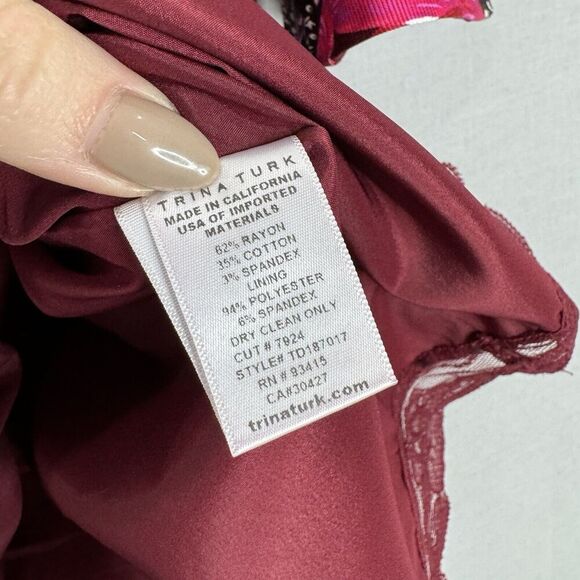 TRINA TURK
MADE IN CALIFORNIA
USA OF IMPORTED
MATERIALS
62% RAYON
35% COTTON
3% SPANDEX
LINING
94% POLYESTER
6% SPANDEX
DRY CLEAN ONLY
CUT # 7924
STYLE# TD187017
RN # 93415
CA#30427
trinaturk.com